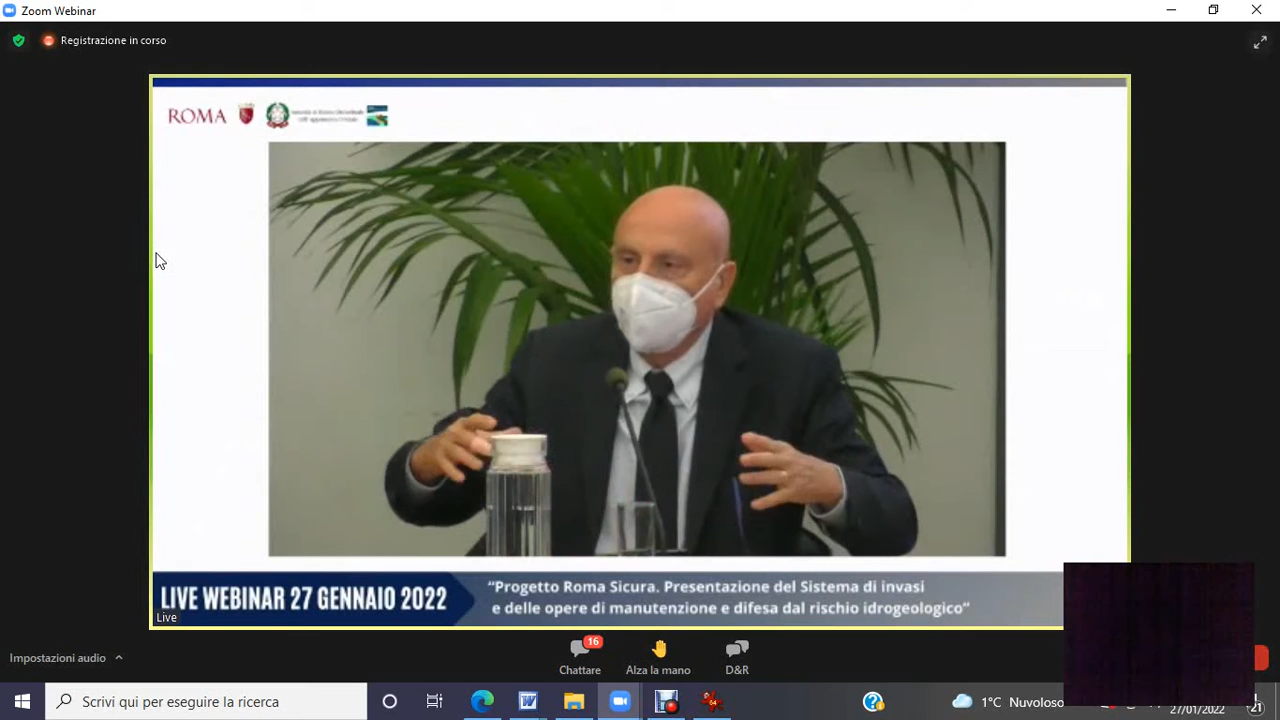 Zoom Webinar
Registrazione in corso
ROMA
LIVE WEBINAR 27 GENNAIO 2022
"Progetto Roma Sicura. Presentazione del Sistema di invasi
e delle opere di manutenzione e difesa dal rischio idrogeologico"
Live
Impostazioni audio
16
Chattare
Alza la mano
D&R
Scrivi qui per eseguire la ricerca
1°C Nuvoloso
27/01/2022
21